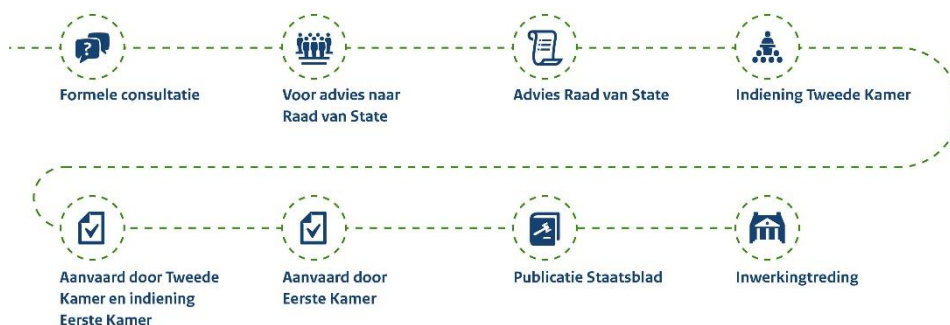 ?
Formele consultatie
Voor advies naar
Raad van State
Advies Raad van State
Indiening Tweede Kamer
Aanvaard door Tweede
Kamer en indiening
Eerste Kamer
Aanvaard door
Eerste Kamer
Publicatie Staatsblad
Inwerkingtreding